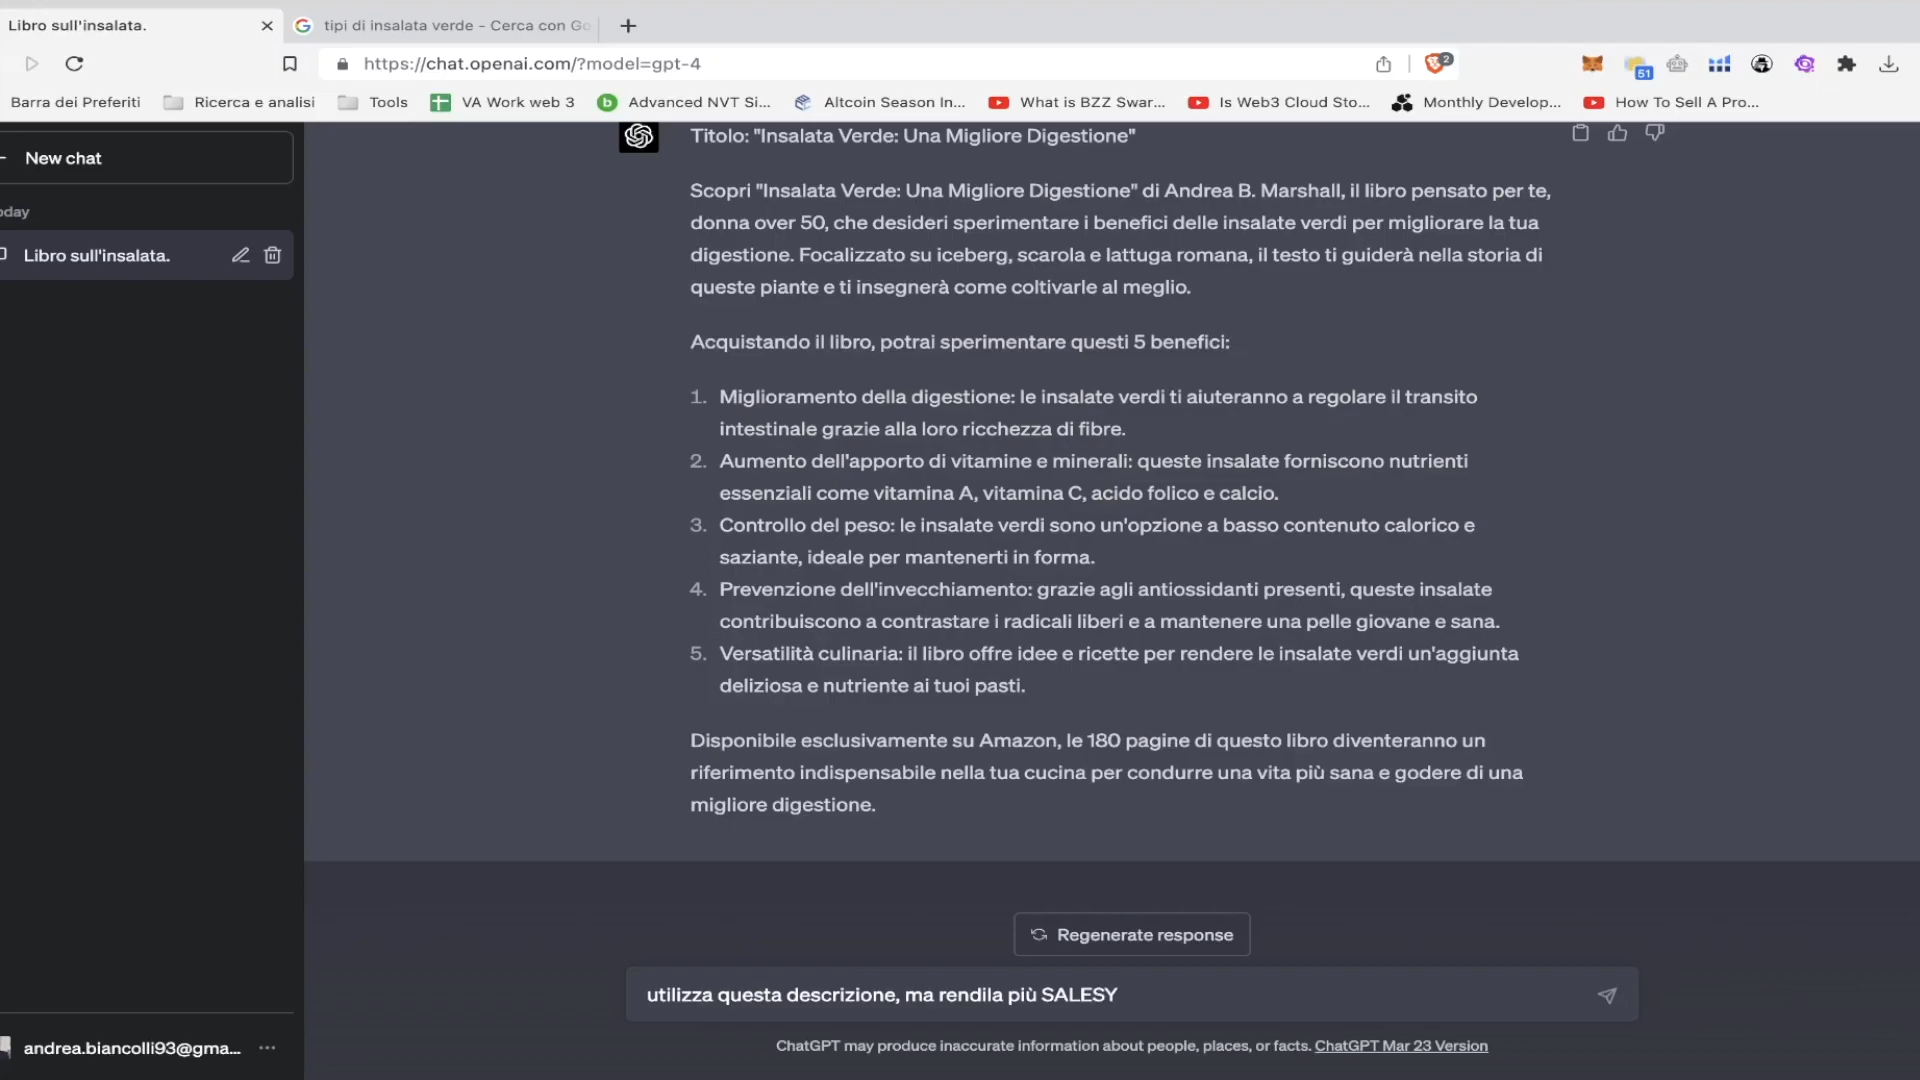 Libro sull'insalata.
tipi di insalata verde - Cerca con Go
https://chat.openai.com/?model=gpt-4
2
51
Barra dei Preferiti
Ricerca e analisi
Tools
VA Work web 3
Advanced NVT Si...
Altcoin Season In...
What is BZZ Swar...
Is Web3 Cloud Sto...
Monthly Develop...
How To Sell A Pro...
New chat
oday
Libro sull'insalata.
Titolo: "Insalata Verde: Una Migliore Digestione"
Scopri "Insalata Verde: Una Migliore Digestione" di Andrea B. Marshall, il libro pensato per te,
donna over 50, che desideri sperimentare i benefici delle insalate verdi per migliorare la tua
digestione. Focalizzato su iceberg, scarola e lattuga romana, il testo ti guiderà nella storia di
queste piante e ti insegnerà come coltivarle al meglio.
Acquistando il libro, potrai sperimentare questi 5 benefici:
1. Miglioramento della digestione: le insalate verdi ti aiuteranno a regolare il transito
intestinale grazie alla loro ricchezza di fibre.
2. Aumento dell'apporto di vitamine e minerali: queste insalate forniscono nutrienti
essenziali come vitamina A, vitamina C, acido folico e calcio.
3. Controllo del peso: le insalate verdi sono un'opzione a basso contenuto calorico e
saziante, ideale per mantenerti in forma.
4. Prevenzione dell'invecchiamento: grazie agli antiossidanti presenti, queste insalate
contribuiscono a contrastare i radicali liberi e a mantenere una pelle giovane e sana.
5. Versatilità culinaria: il libro offre idee e ricette per rendere le insalate verdi un'aggiunta
deliziosa e nutriente ai tuoi pasti.
Disponibile esclusivamente su Amazon, le 180 pagine di questo libro diventeranno un
riferimento indispensabile nella tua cucina per condurre una vita più sana e godere di una
migliore digestione.
Regenerate response
utilizza questa descrizione, ma rendila più SALESY
ChatGPT may produce inaccurate information about people, places, or facts. ChatGPT Mar 23 Version
andrea.biancolli93@gma...